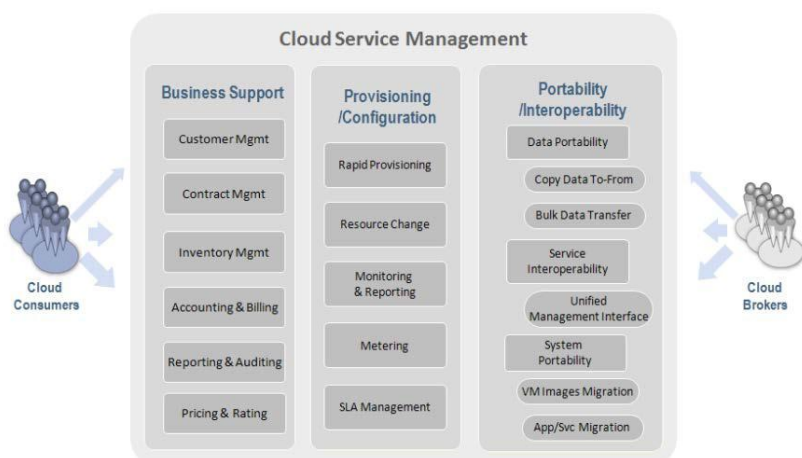 Cloud Service Management
Business Support
Customer Mgmt
Contract Mgmt
Inventory Mgmt
Accounting & Billing
Reporting & Auditing
Pricing & Rating
Provisioning
/Configuration
Rapid Provisioning
Resource Change
Monitoring
& Reporting
Metering
SLA Management
Portability
/Interoperability
Data Portability
Copy Data To-From
Bulk Data Transfer
Service
Interoperability
Unified
Management Interface
System
Portability
VM Images Migration
App/Svc Migration
Cloud
Consumers
Cloud
Brokers